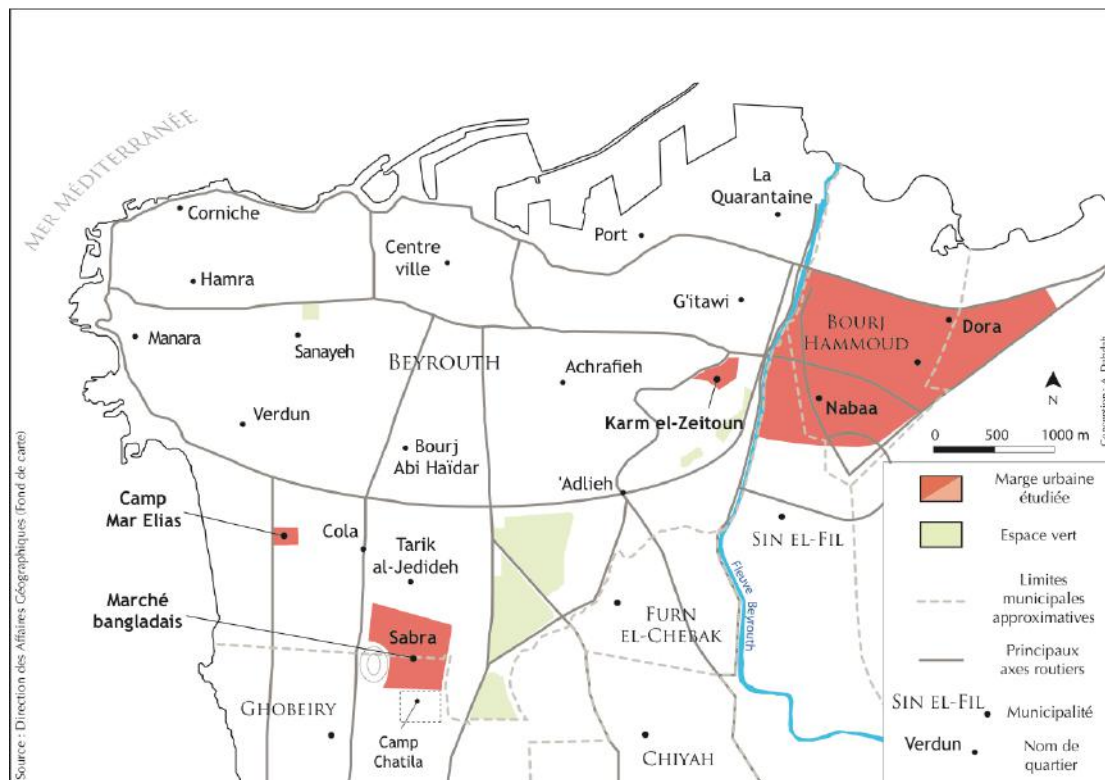 MER MÉDITERRANÉE
Corniche
Hamra
Centre
ville
Port
La
Quarantaine
G'itawi
Manara
Sanayeh
BEYROUTH
Achrafieh
BOURJ
HAMMOUD
Dora
Nabaa
Karm el-Zeitoun
Verdun
Bourj
Abi Haïdar
'Adlieh
N
0 500 1000 m
Camp
Mar Elias
Cola
Tarik
al-Jedideh
SIN EL-FIL
Fleuve Beyrouth
Marché
bangladais
Sabra
FURN
EL-CHEBAK
GHOBEIRY
Camp
Chatila
CHIYAH
Marge urbaine
étudiée
Espace vert
Limites
municipales
approximatives
Principaux
axes routiers
SIN EL-FIL
Municipalité
Verdun
Nom de
quartier
Source : Direction des Affaires Géographiques (Fond de carte)